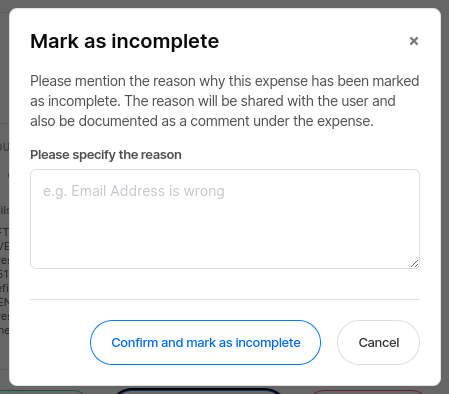 Mark as incomplete
×
Please mention the reason why this expense has been marked
as incomplete. The reason will be shared with the user and
also be documented as a comment under the expense.
Please specify the reason
e.g. Email Address is wrong
Confirm and mark as incomplete
Cancel